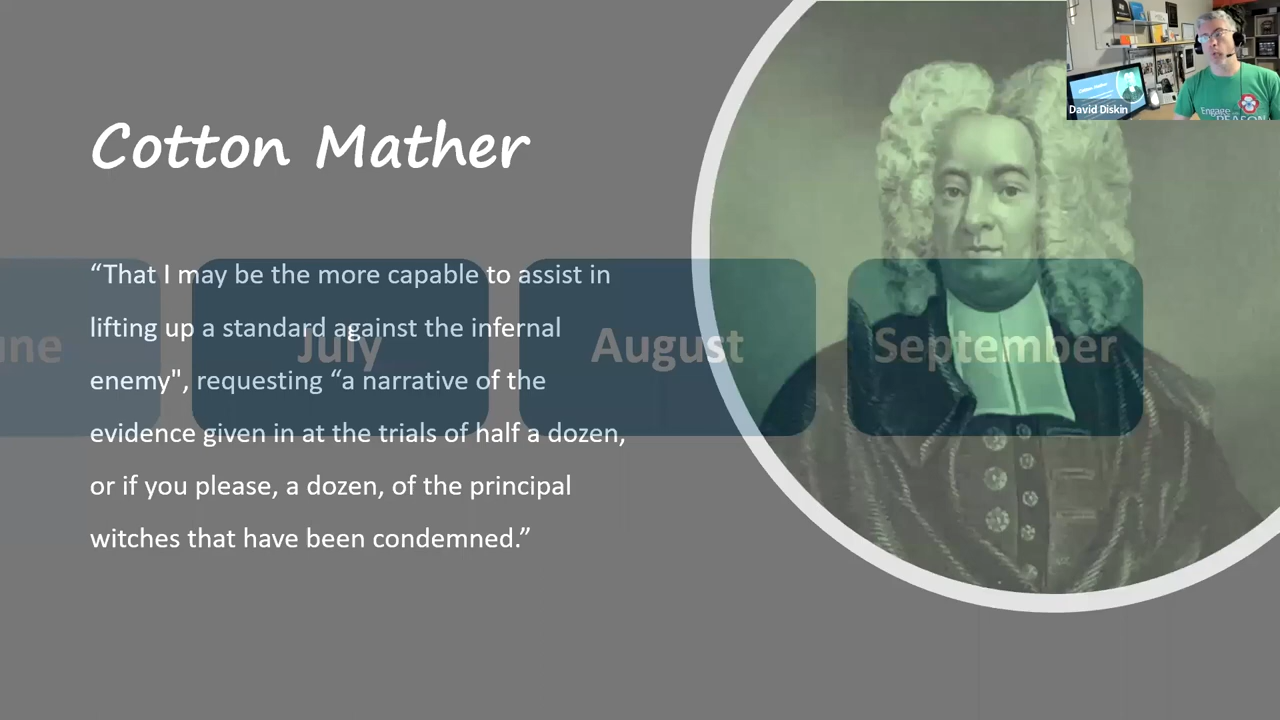 David Diskin
Engage
REASON
Cotton Mather
“That I may be the more capable to assist in
lifting up a standard against the infernal
enemy", requesting “a narrative of the
evidence given in at the trials of half a dozen,
or if you please, a dozen, of the principal
witches that have been condemned.”
July
August
September